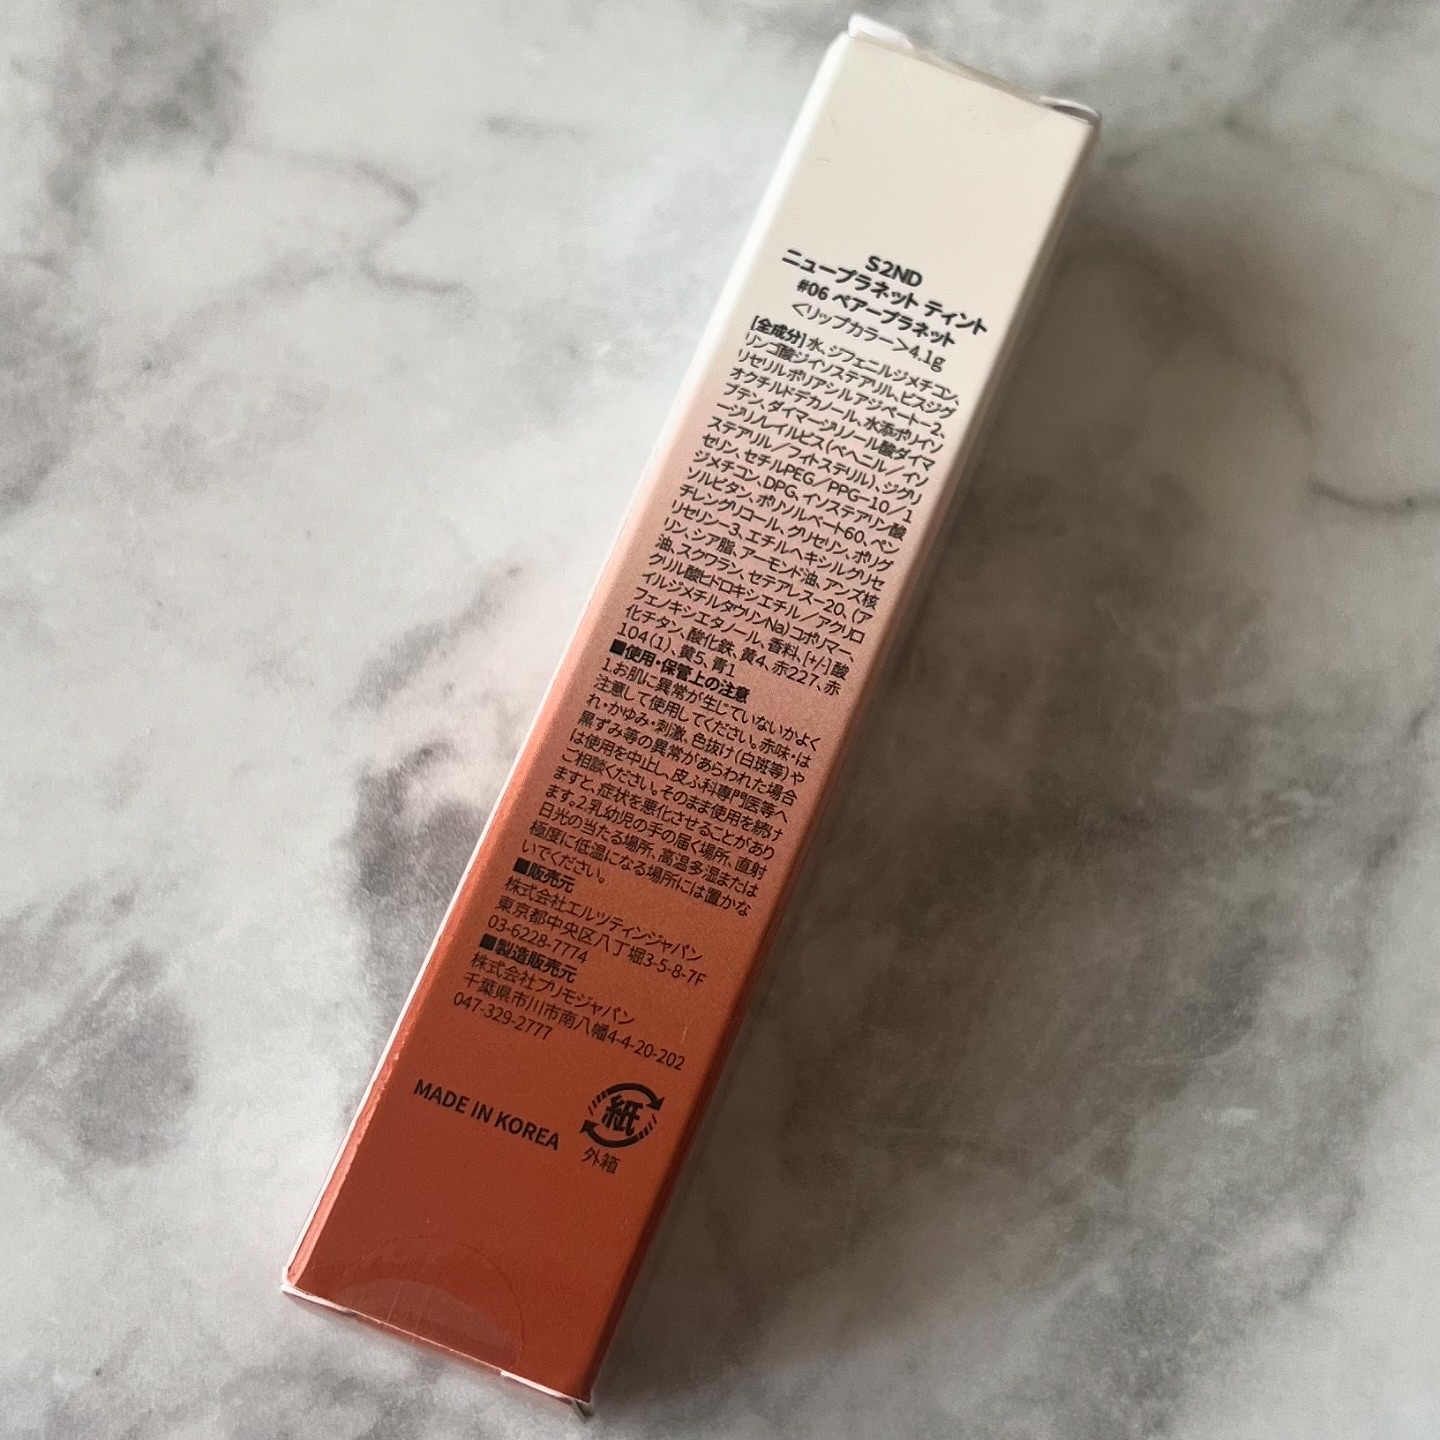 S2ND
ニュープラネット ティント
#06 ベアープラネット
<リップカラー>4.1g
[全成分]水、ジフェニルジメチコン、
リンゴ酸ジイソステアリル、ビスジグ
リセリルポリアシルアジペート-2、
オクチルドデカノール、水添ポリイソ
ブテン、ダイマージリノール酸ダイマ
ージリノレイルビス(ベヘニル/イソ
ステアリル/フィトステリル)、ジグリ
セリン、セチルPEG/PPG-10/1
ジメチコン、DPG、イソステアリン酸
ソルビタン、ポリソルベート60、ペン
チレングリコール、グリセリン、ポリグ
リセリン-3、エチルヘキシルグリセ
リン、シア脂、アーモンド油、アンズ核
油、スクワラン、セテアレス-20、(ア
クリル酸ヒドロキシエチル/アクリロ
イルジメチルタウリンNa)コポリマー、
フェノキシエタノール、香料、[+/-]酸
化チタン、酸化鉄、黄4、赤227、赤
104(1)、黄5、青1
■使用・保管上の注意
1.お肌に異常が生じていないかよく
注意して使用してください。赤味・は
れ・かゆみ・刺激、色抜け(白斑等)や
黒ずみ等の異常があらわれた場合
は使用を中止し、皮ふ科専門医等へ
ご相談ください。そのまま使用を続け
ますと、症状を悪化させることがあり
ます。2.乳幼児の手の届く場所、直射
日光の当たる場所、高温多湿または
極度に低温になる場所には置かな
いでください。
■販売元
株式会社エルツティンジャパン
東京都中央区八丁堀3-5-8-7F
03-6228-7774
■製造販売元
株式会社プリモジャパン
千葉県市川市南八幡4-4-20-202
047-329-2777
MADE IN KOREA
紙
外箱